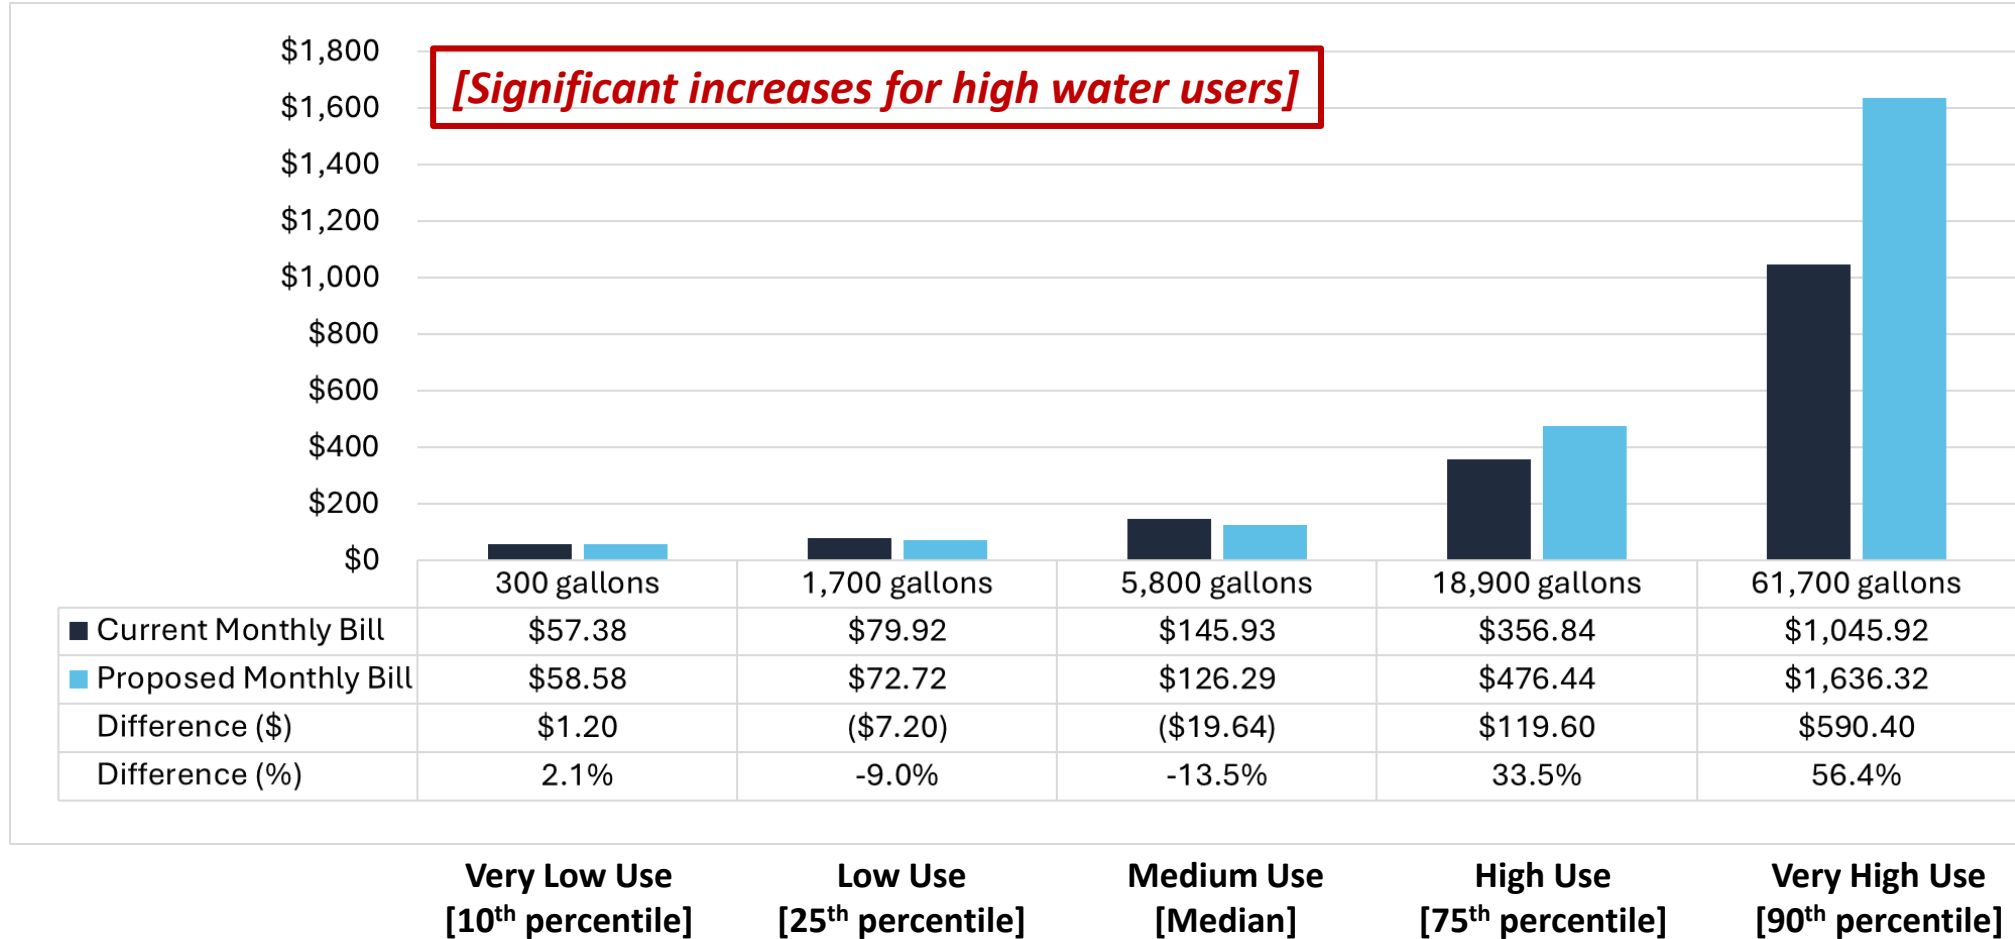 $1,800
[Significant increases for high water users]
$1,600
$1,400
$1,200
$1,000
$800
$600
$400
$200
$0
300 gallons 1,700 gallons 5,800 gallons 18,900 gallons 61,700 gallons
Current Monthly Bill $57.38 $79.92 $145.93 $356.84 $1,045.92
Proposed Monthly Bill $58.58 $72.72 $126.29 $476.44 $1,636.32
Difference ($) $1.20 ($7.20) ($19.64) $119.60 $590.40
Difference (%) 2.1% -9.0% -13.5% 33.5% 56.4%
Very Low Use Low Use Medium Use High Use Very High Use
[10th percentile] [25th percentile] [Median] [75th percentile] [90th percentile]